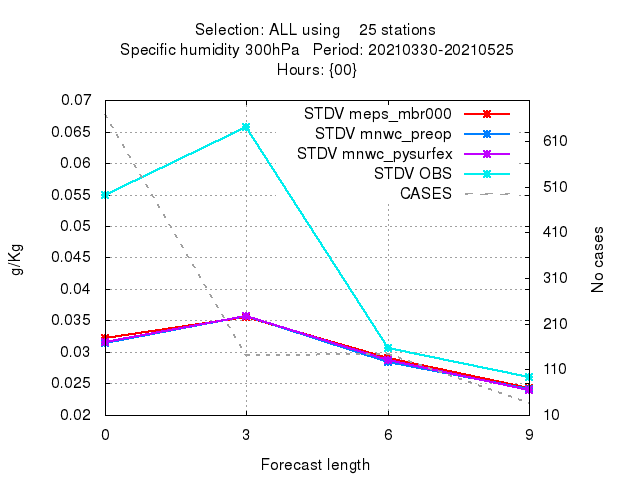 Selection: ALL using    25 stations
Specific humidity 300hPa   Period: 20210330-20210525
Hours: {00}
STDV meps_mbr000
STDV mnwc_preop
STDV mnwc_pysurfex
STDV OBS
CASES
g/Kg
0.07
0.065
0.06
0.055
0.05
0.045
0.04
0.035
0.03
0.025
0.02
610
510
410
310
210
110
10
No cases
0 3 6 9
Forecast length